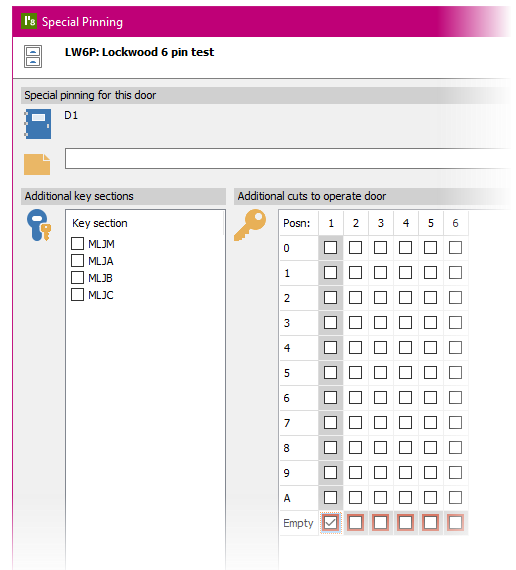 Special Pinning
LW6P: Lockwood 6 pin test
Special pinning for this door
D1
Additional key sections
Key section
MLJM
MLJA
MLJB
MLJC
Additional cuts to operate door
Posn: 1 2 3 4 5 6
0
1
2
3
4
5
6
7
8
9
A
Empty